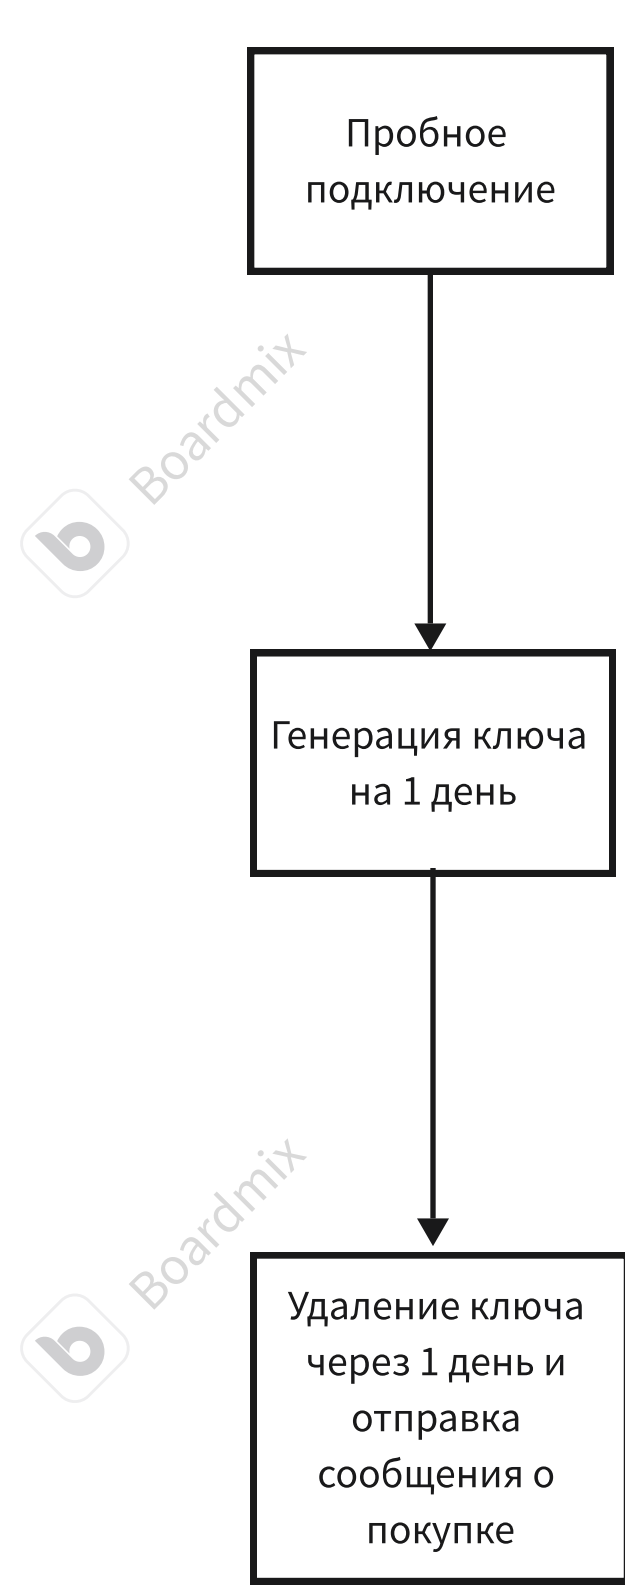 Пробное
подключение
Boardmix
Генерация ключа
на 1 день
Boardmix
Удаление ключа
через 1 день и
отправка
сообщения о
покупке